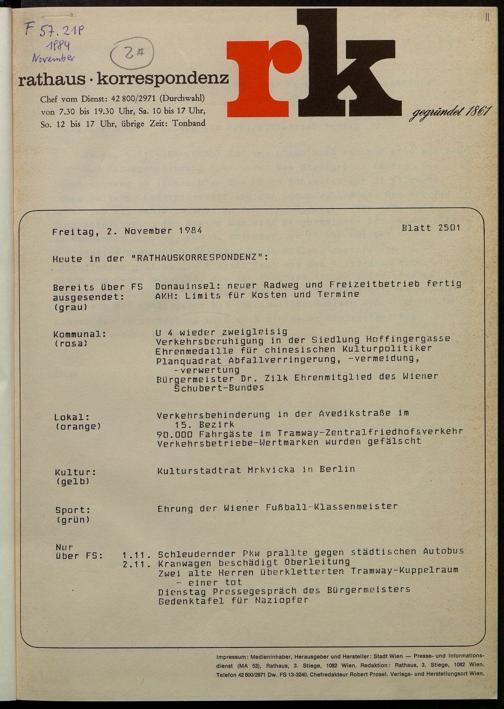 F 57.218
1984
November
2#
rathaus · korrespondenz
rk
gegründet 1861
Chef vom Dienst: 42 800/2971 (Durchwahl)
von 7.30 bis 19.30 Uhr, Sa. 10 bis 17 Uhr,
So. 12 bis 17 Uhr, übrige Zeit: Tonband
Freitag, 2. November 1984 Blatt 2501
Heute in der "RATHAUSKORRESPONDENZ":
Bereits über FS Donauinsel: neuer Radweg und Freizeitbetrieb fertig
ausgesendet: AKH: Limits für Kosten und Termine
(grau)
Kommunal: U 4 wieder zweigleisig
(rosa) Verkehrsberuhigung in der Siedlung Hoffingergasse
Ehrenmedaille für chinesischen Kulturpolitiker
Planquadrat Abfallverringerung, -vermeidung,
-verwertung
Bürgermeister Dr. Zilk Ehrenmitglied des Wiener
Schubert-Bundes
Lokal: Verkehrsbehinderung in der Avedikstraße im
(orange) 15. Bezirk
90.000 Fahrgäste im Tramway-Zentralfriedhofsverkehr
Verkehrsbetriebe-Wertmarken wurden gefälscht
Kultur: Kulturstadtrat Mrkvicka in Berlin
(gelb)
Sport: Ehrung der Wiener Fußball-Klassenmeister
(grün)
Nur
über FS: 1.11. Schleudernder Pkw prallte gegen städtischen Autobus
2.11. Kranwagen beschädigt Oberleitung
Zwei alte Herren überkletterten Tramway-Kuppelraum
- einer tot
Dienstag Pressegespräch des Bürgermeisters
Gedenktafel für Naziopfer
Impressum: Medieninhaber, Herausgeber und Hersteller: Stadt Wien — Presse- und Informations-
dienst (MA 53), Rathaus, 3. Stiege, 1082 Wien. Redaktion: Rathaus, 3. Stiege, 1082 Wien.
Telefon 42 800/2971 Dw. FS 13-3240. Chefredakteur Robert Prosel. Verlags- und Herstellungsort Wien.